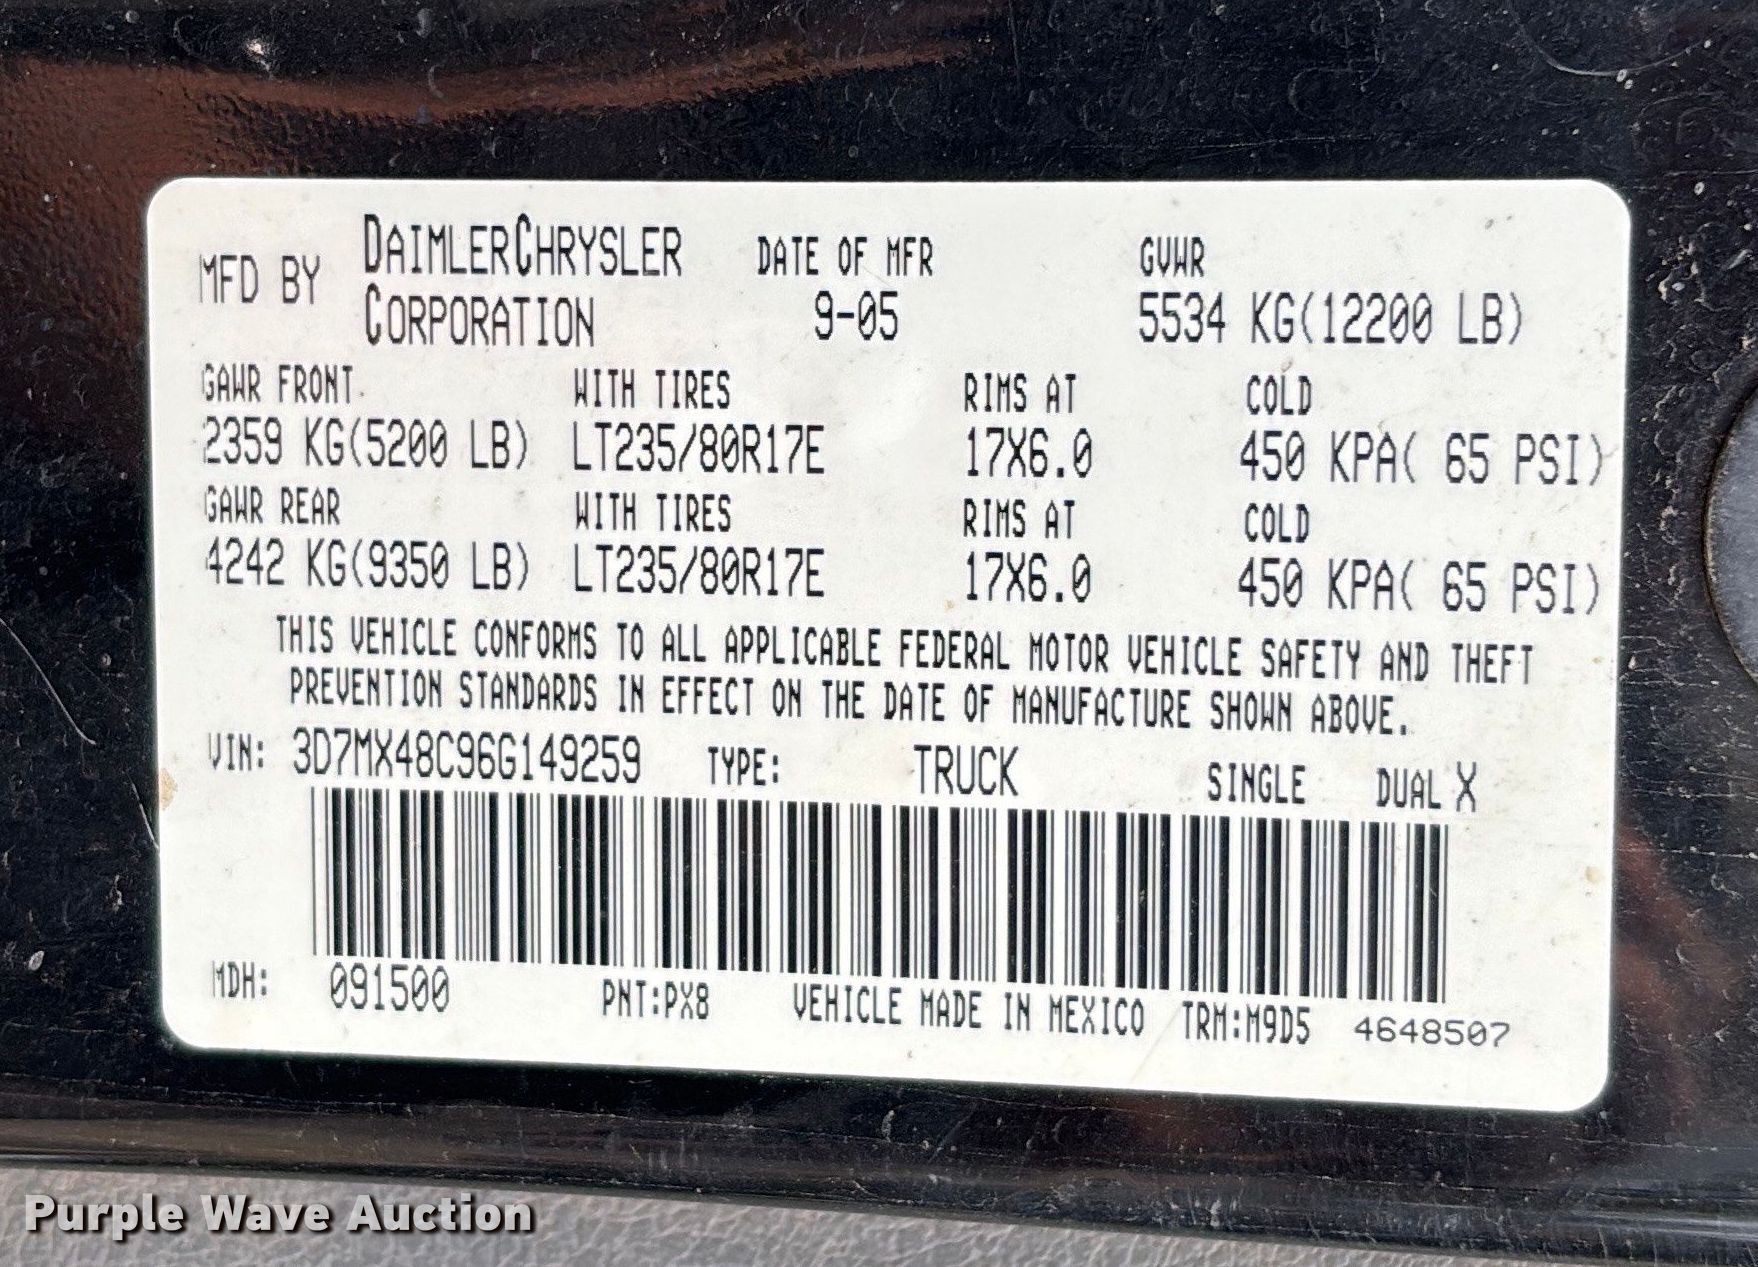 MFD BY DAIMLERCHRYSLER CORPORATION DATE OF MFR 9-05 GVWR 5534 KG(12200 LB)
GAWR FRONT WITH TIRES RIMS AT COLD
2359 KG(5200 LB) LT235/80R17E 17X6.0 450 KPA( 65 PSI)
GAWR REAR WITH TIRES RIMS AT COLD
4242 KG(9350 LB) LT235/80R17E 17X6.0 450 KPA( 65 PSI)
THIS VEHICLE CONFORMS TO ALL APPLICABLE FEDERAL MOTOR VEHICLE SAFETY AND THEFT
PREVENTION STANDARDS IN EFFECT ON THE DATE OF MANUFACTURE SHOWN ABOVE.
VIN: 3D7MX48C96G149259 TYPE: TRUCK SINGLE DUAL X
MDH: 091500 PNT:PX8 VEHICLE MADE IN MEXICO TRM:M9D5 4648507
Purple Wave Auction